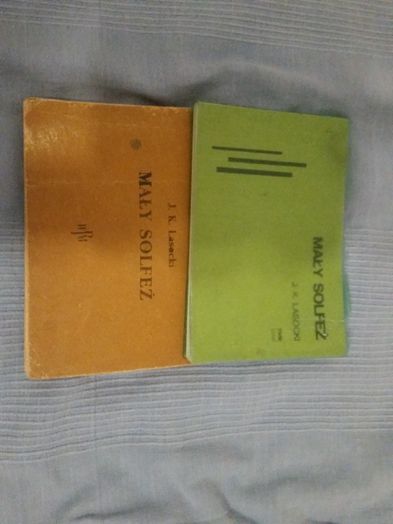 J. K. Lasocki
MAŁY SOLFEŻ
MAŁY SOLFEŻ
J. K. LASOCKI